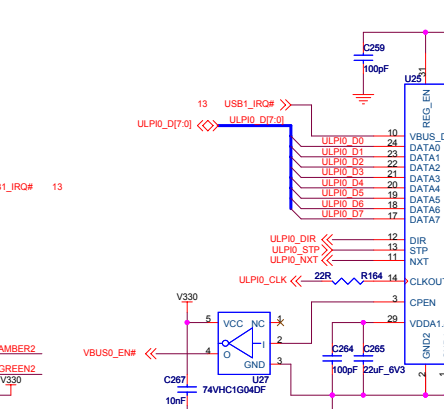 C259
100pF
U25
31
REG_EN
13 USB1_IRQ#
ULPI0_D[7:0] ULPI0_D[7:0]
10 VBUS_D
ULPI0_D0 24 DATA0
ULPI0_D1 23 DATA1
ULPI0_D2 22 DATA2
ULPI0_D3 21 DATA3
ULPI0_D4 20 DATA4
ULPI0_D5 19 DATA5
ULPI0_D6 18 DATA6
ULPI0_D7 17 DATA7
1_IRQ# 13
ULPI0_DIR 12 DIR
ULPI0_STP 13 STP
ULPI0_NXT 11 NXT
ULPI0_CLK 22R R164 14 CLKOUT
V330
3 CPEN
5 VCC NC 1
29 VDDA1.
I 2
AMBER2
VBUS0_EN# 4 O
GND 3
C264 C265
100pF 22uF_6V3
GND2
GREEN2
V330
C267 U27
74VHC1G04DF
10nF
2
1